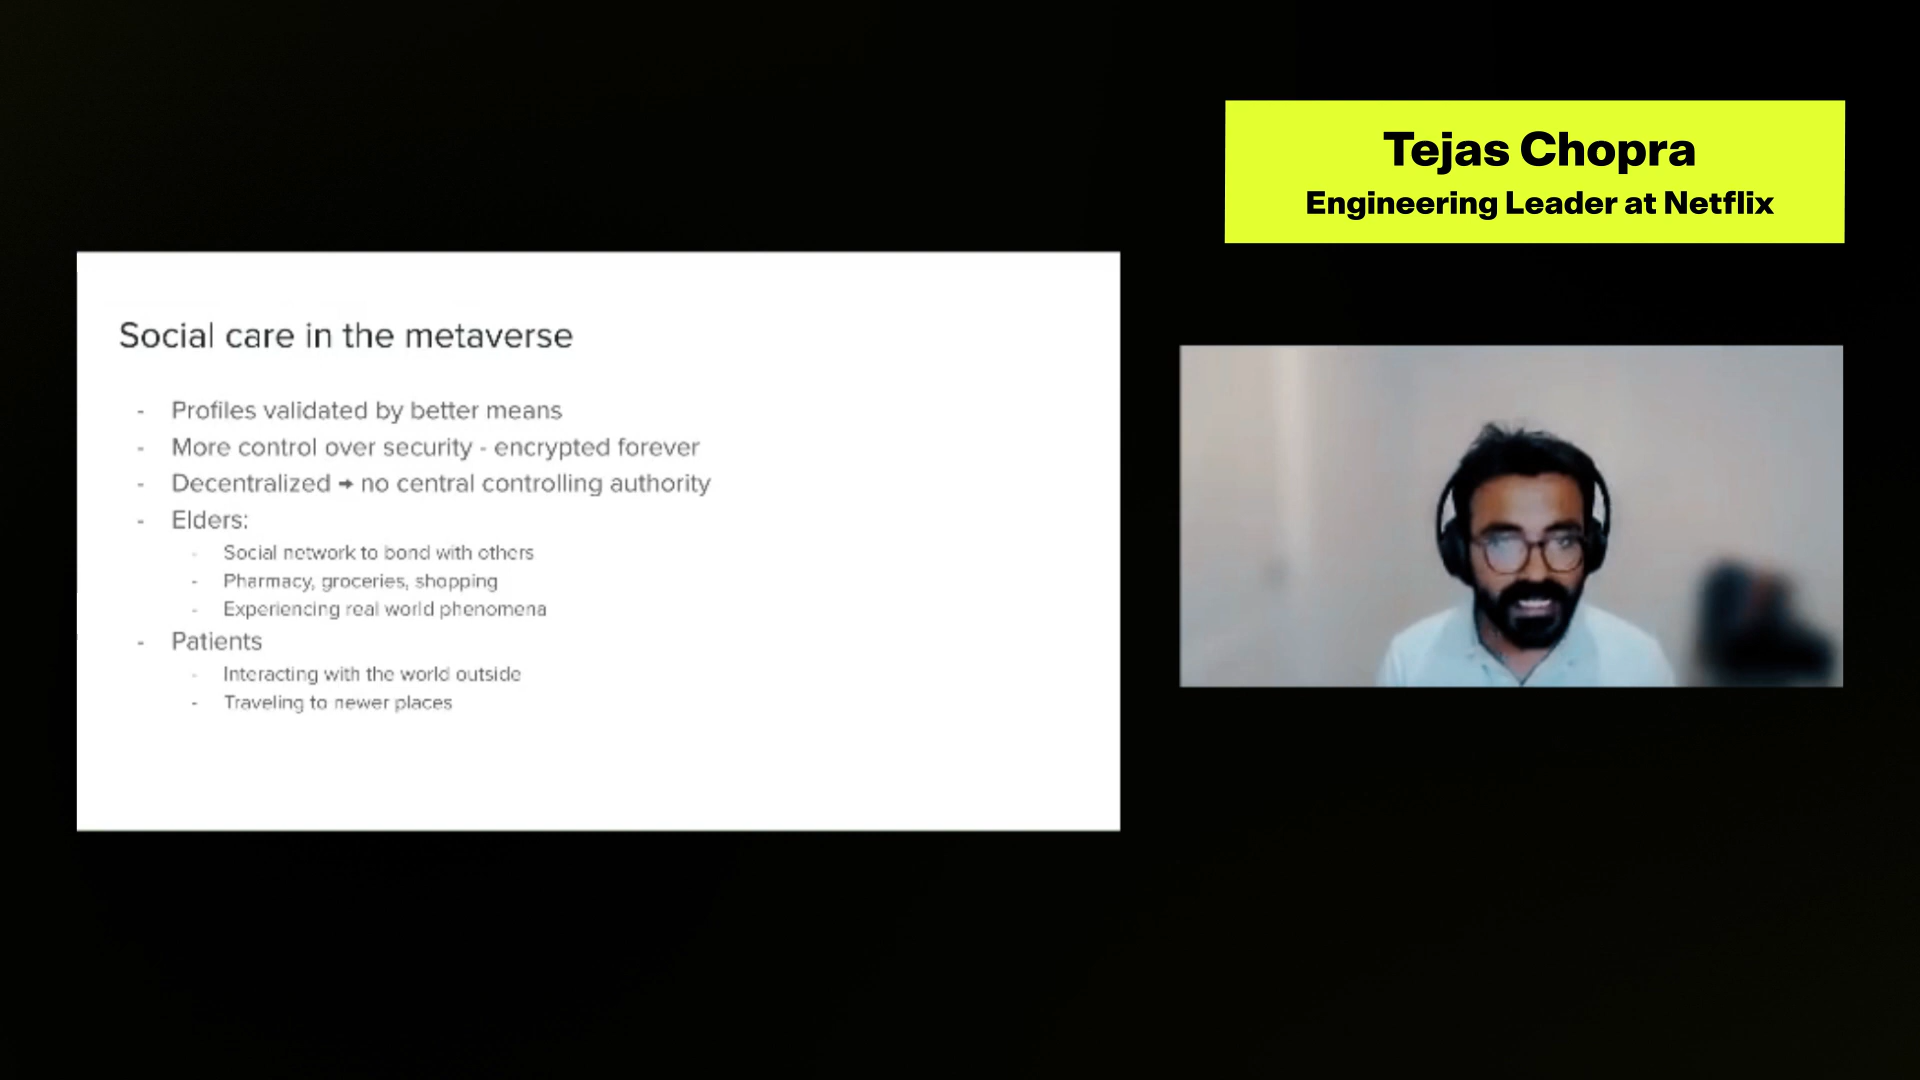 Tejas Chopra
Engineering Leader at Netflix
Social care in the metaverse
- Profiles validated by better means
- More control over security - encrypted forever
- Decentralized → no central controlling authority
- Elders:
- Social network to bond with others
- Pharmacy, groceries, shopping
- Experiencing real world phenomena
- Patients
- Interacting with the world outside
- Traveling to newer places